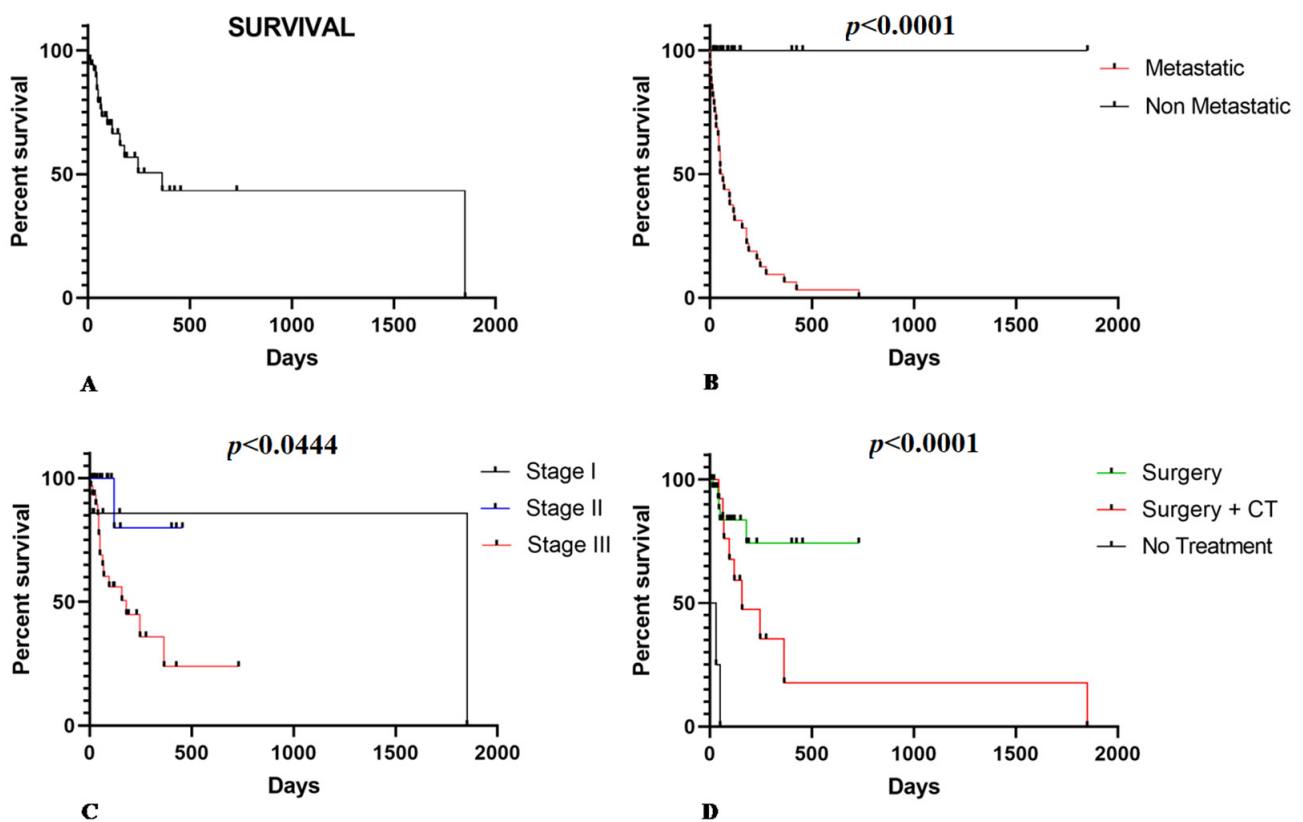 SURVIVAL
Percent survival
100
50
0
0 500 1000 1500 2000
Days
A
p<0.0001
Percent survival
100
50
0
0 500 1000 1500 2000
Days
Metastatic
Non Metastatic
B
p<0.0444
Percent survival
100
50
0
0 500 1000 1500 2000
Days
Stage I
Stage II
Stage III
C
p<0.0001
Percent survival
100
50
0
0 500 1000 1500 2000
Days
Surgery
Surgery + CT
No Treatment
D